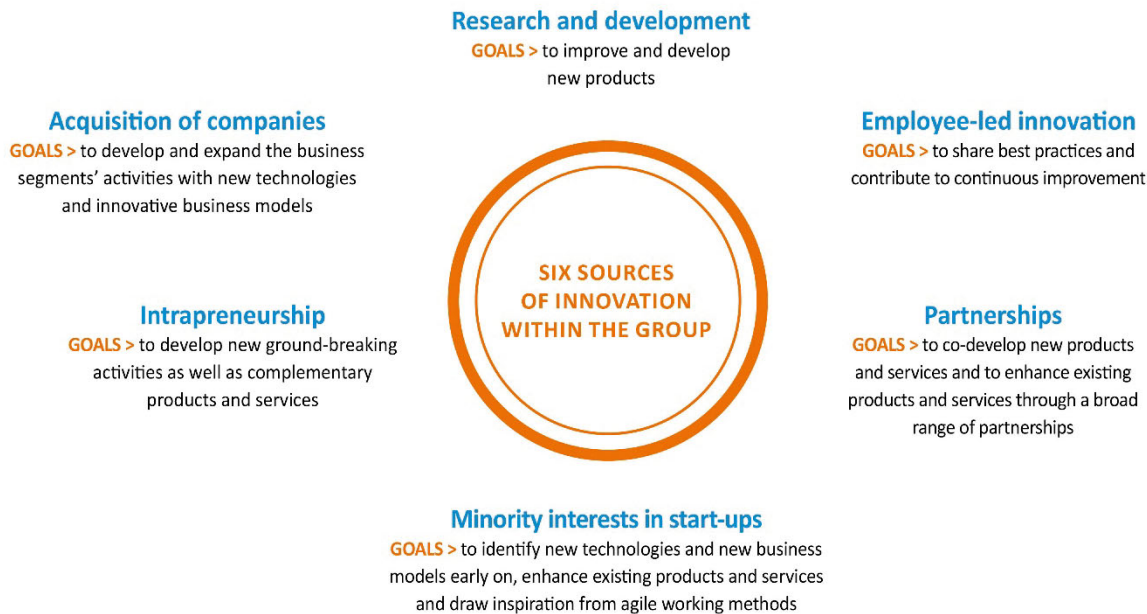 Research and development
GOALS > to improve and develop
new products
Acquisition of companies
GOALS > to develop and expand the business
segments’ activities with new technologies
and innovative business models
Employee-led innovation
GOALS > to share best practices and
contribute to continuous improvement
SIX SOURCES
OF INNOVATION
WITHIN THE GROUP
Intrapreneurship
GOALS > to develop new ground-breaking
activities as well as complementary
products and services
Partnerships
GOALS > to co-develop new products
and services and to enhance existing
products and services through a broad
range of partnerships
Minority interests in start-ups
GOALS > to identify new technologies and new business
models early on, enhance existing products and services
and draw inspiration from agile working methods